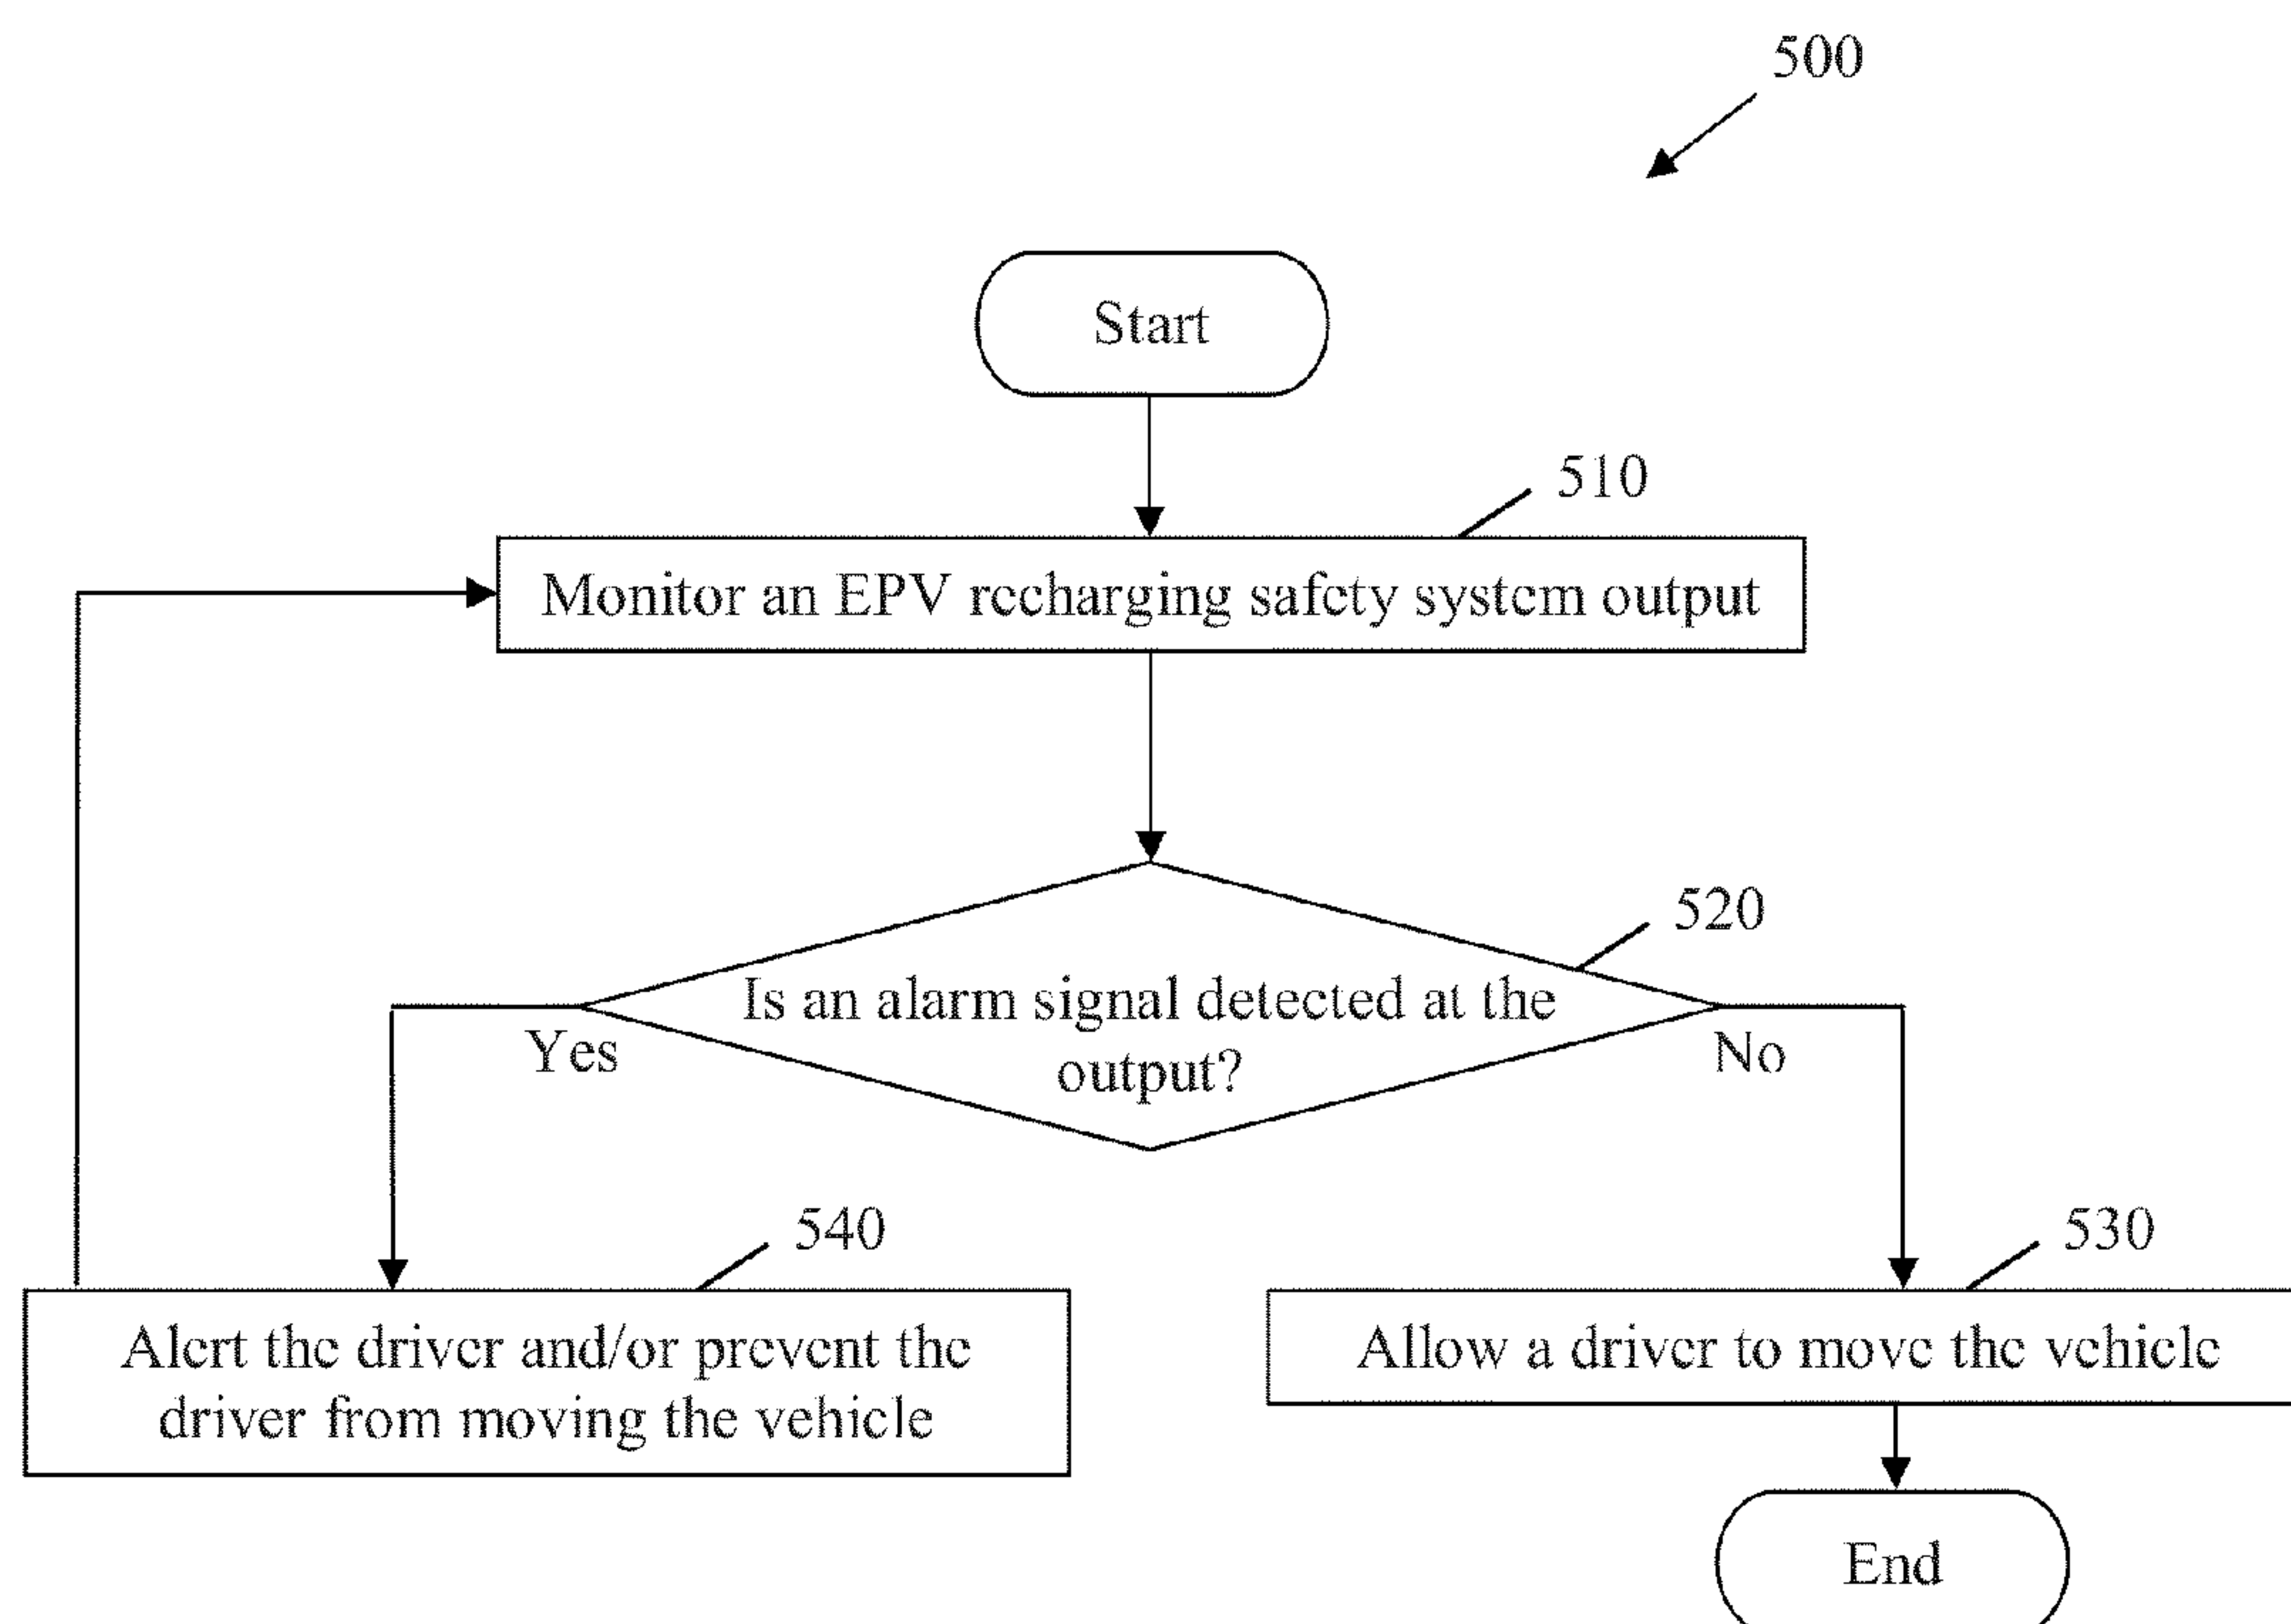 500
Start
510
Monitor an EPV recharging safety system output
520
Is an alarm signal detected at the
output?
Yes
No
540
530
Alert the driver and/or prevent the
driver from moving the vehicle
Allow a driver to move the vehicle
End